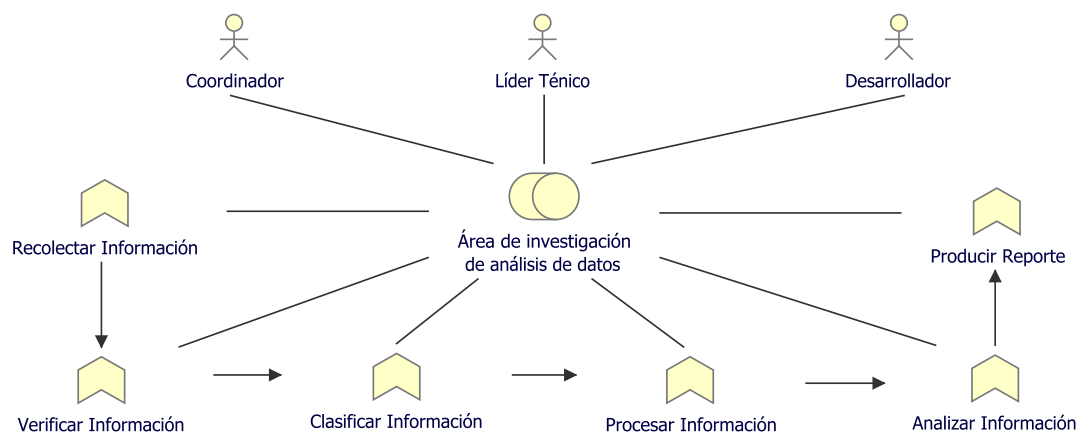 Coordinador
Líder Ténico
Desarrollador
Recolectar Información
Área de investigación
de análisis de datos
Producir Reporte
Verificar Información
Clasificar Información
Procesar Información
Analizar Información